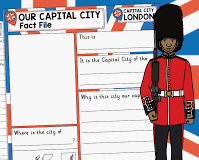 OUR CAPITAL CITY
Fact File
CAPITAL CITY
LONDON
This is
It is the Capital City of the
Why is this city our capi
Where is the city of
?